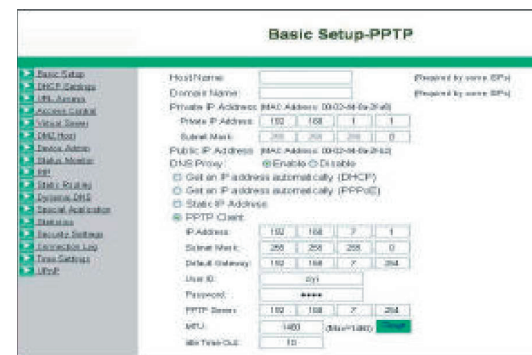 Basic Setup-PPTP
Basic Setup
DHCP Settings
URL Access
Access Control
Virtual Server
DMZ Host
Device Admin
Status Monitor
RIP
Static Routing
Dynamic DNS
Special Application
Statistics
Security Settings
Connection Log
Time Settings
UPnP
Host Name: (Required by some ISPs)
Domain Name: (Required by some ISPs)
Private IP Address (MAC Address:
Private IP Address: 192 168 1 1
Subnet Mask: 255 255 255 0
Public IP Address (MAC Address:
DNS Proxy: Enable Disable
Get an IP address automatically (DHCP)
Get an IP address automatically (PPPoE)
Static IP Address
PPTP Client
IP Address: 192 168 7 1
Subnet Mask: 255 255 255 0
Default Gateway: 192 168 7 254
User ID:
Password: ••••
PPTP Server: 192 168 7 254
MTU: 1460 (Max=1460)
Idle Time-Out: 10